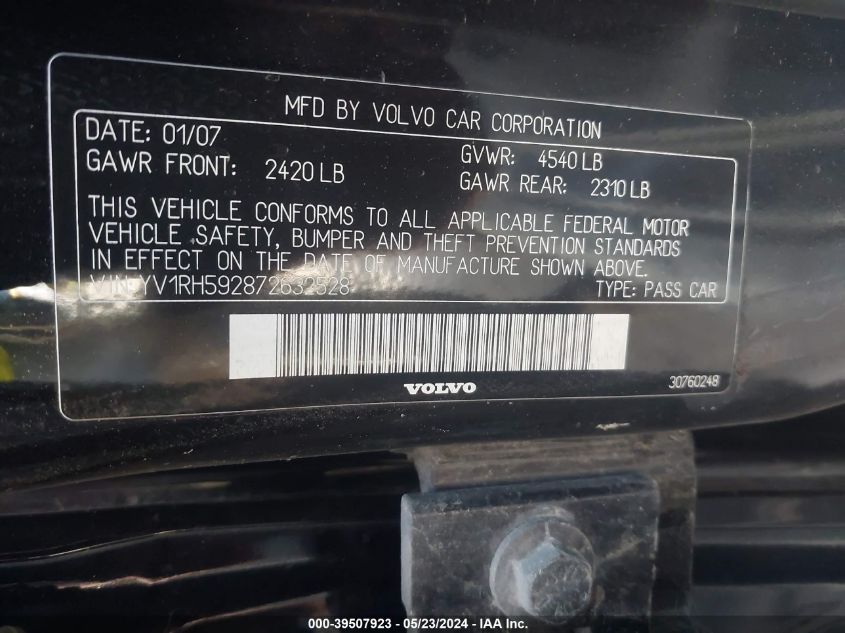 MFD BY VOLVO CAR CORPORATION
DATE: 01/07
GVWR: 4540 LB
GAWR FRONT: 2420 LB
GAWR REAR: 2310 LB
THIS VEHICLE CONFORMS TO ALL APPLICABLE FEDERAL MOTOR
VEHICLE SAFETY, BUMPER AND THEFT PREVENTION STANDARDS
IN EFFECT ON THE DATE OF MANUFACTURE SHOWN ABOVE.
VIN: YV1RH592872632528 TYPE: PASS CAR
VOLVO
30760248
000-39507923 - 05/23/2024 - IAA Inc.